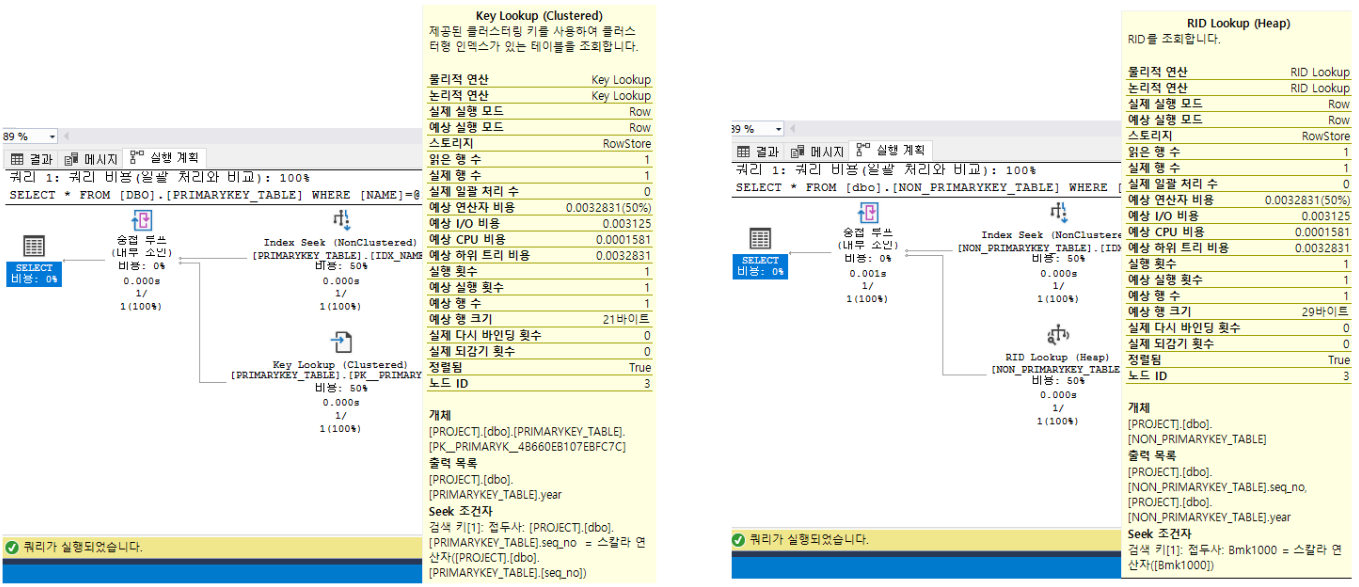 Key Lookup (Clustered)
제공된 클러스터링 키를 사용하여 클러스
터형 인덱스가 있는 테이블을 조회합니다.
물리적 연산 Key Lookup
논리적 연산 Key Lookup
실제 실행 모드 Row
예상 실행 모드 Row
스토리지 RowStore
읽은 행 수 1
실제 행 수 1
실제 일괄 처리 수 0
예상 연산자 비용 0.0032831(50%)
예상 I/O 비용 0.003125
예상 CPU 비용 0.0001581
예상 하위 트리 비용 0.0032831
실행 횟수 1
예상 실행 횟수 1
예상 행 수 1
예상 행 크기 21바이트
실제 다시 바인딩 횟수 0
실제 되감기 횟수 0
정렬됨 True
노드 ID 3
개체
[PROJECT].[dbo].[PRIMARYKEY_TABLE].
[PK__PRIMARYK__4B660EB107EBFC7C]
출력 목록
[PROJECT].[dbo].
[PRIMARYKEY_TABLE].year
Seek 조건자
검색 키[1]: 접두사: [PROJECT].[dbo].
[PRIMARYKEY_TABLE].seq_no = 스칼라 연
산자([PROJECT].[dbo].
[PRIMARYKEY_TABLE].[seq_no])
89 %
결과 메시지 실행 계획
쿼리 1: 쿼리 비용(일괄 처리와 비교): 100%
SELECT * FROM [DBO].[PRIMARYKEY_TABLE] WHERE [NAME]=@
SELECT
비용: 0%
중첩 루프
(내부 조인)
비용: 0%
0.000s
1/
1(100%)
Index Seek (NonClustered)
[PRIMARYKEY_TABLE].[IDX_NAME
비용: 50%
0.000s
1/
1(100%)
Key Lookup (Clustered)
[PRIMARYKEY_TABLE].[PK__PRIMARY
비용: 50%
0.000s
1/
1(100%)
쿼리가 실행되었습니다.
RID Lookup (Heap)
RID를 조회합니다.
물리적 연산 RID Lookup
논리적 연산 RID Lookup
실제 실행 모드 Row
예상 실행 모드 Row
스토리지 RowStore
읽은 행 수 1
실제 행 수 1
실제 일괄 처리 수 0
예상 연산자 비용 0.0032831(50%)
예상 I/O 비용 0.003125
예상 CPU 비용 0.0001581
예상 하위 트리 비용 0.0032831
실행 횟수 1
예상 실행 횟수 1
예상 행 수 1
예상 행 크기 29바이트
실제 다시 바인딩 횟수 0
실제 되감기 횟수 0
정렬됨 True
노드 ID 3
개체
[PROJECT].[dbo].
[NON_PRIMARYKEY_TABLE]
출력 목록
[PROJECT].[dbo].
[NON_PRIMARYKEY_TABLE].seq_no,
[PROJECT].[dbo].
[NON_PRIMARYKEY_TABLE].year
Seek 조건자
검색 키[1]: 접두사: Bmk1000 = 스칼라 연
산자([Bmk1000])
39 %
결과 메시지 실행 계획
쿼리 1: 쿼리 비용(일괄 처리와 비교): 100%
SELECT * FROM [dbo].[NON_PRIMARYKEY_TABLE] WHERE [
SELECT
비용: 0%
중첩 루프
(내부 조인)
비용: 0%
0.001s
1/
1(100%)
Index Seek (NonClustere
[NON_PRIMARYKEY_TABLE].[IDX
비용: 50%
0.000s
1/
1(100%)
RID Lookup (Heap)
[NON_PRIMARYKEY_TABLE
비용: 50%
0.000s
1/
1(100%)
쿼리가 실행되었습니다.